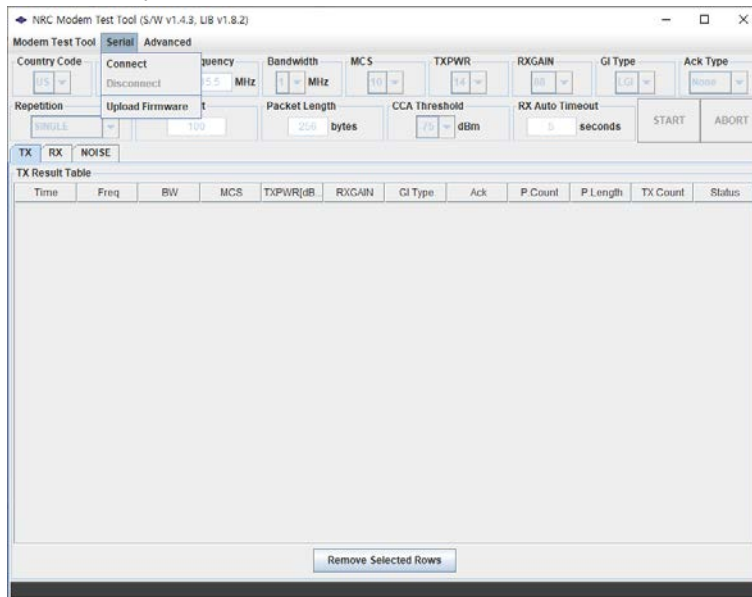 NRC Modem Test Tool (S/W v1.4.3, LIB v1.8.2)
Modem Test Tool Serial Advanced
Connect
Disconnect
Upload Firmware
Country Code quency Bandwidth MCS TXPWR RXGAIN GI Type Ack Type
US 5.5 MHz 1 MHz 10 14 LGI None
Repetition t Packet Length CCA Threshold RX Auto Timeout
SINGLE 100 256 bytes 75 dBm 5 seconds START ABORT
TX RX NOISE
TX Result Table
Time Freq BW MCS TXPWR[dB... RXGAIN GI Type Ack P.Count P.Length TX Count Status
Remove Selected Rows